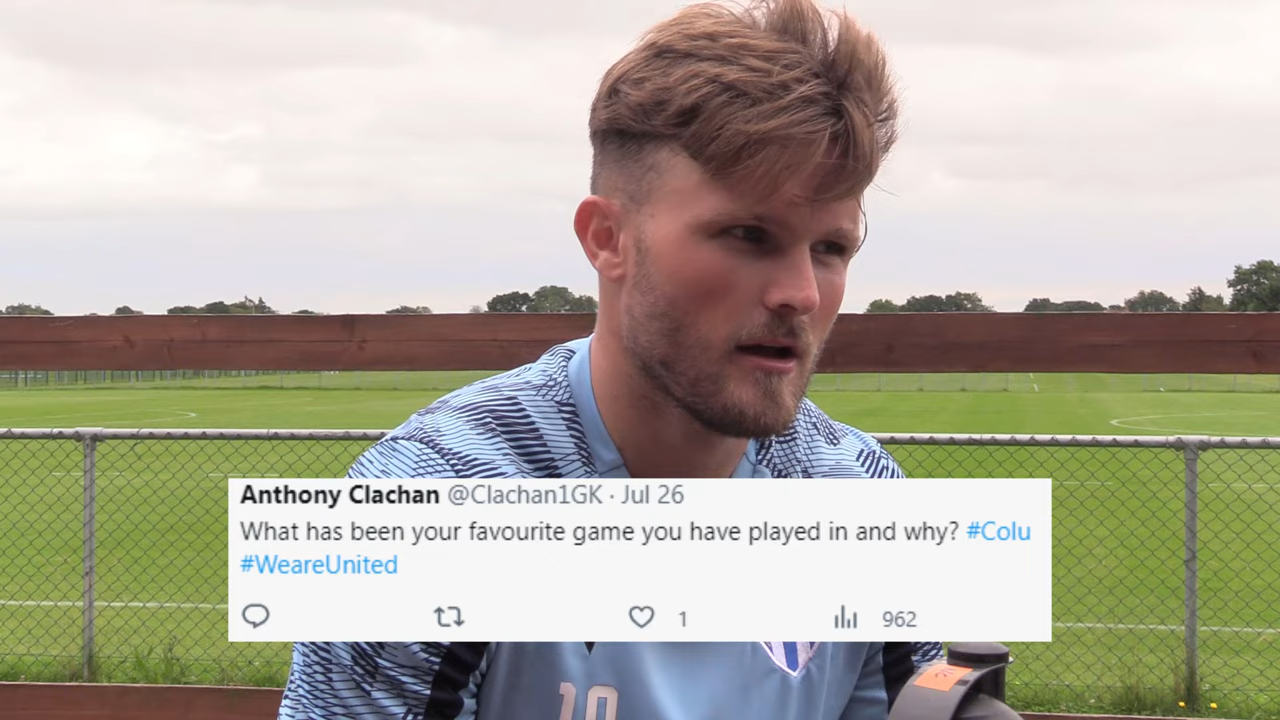 Anthony Clachan @Clachan1GK · Jul 26
What has been your favourite game you have played in and why? #Colu
#WeareUnited
1 962